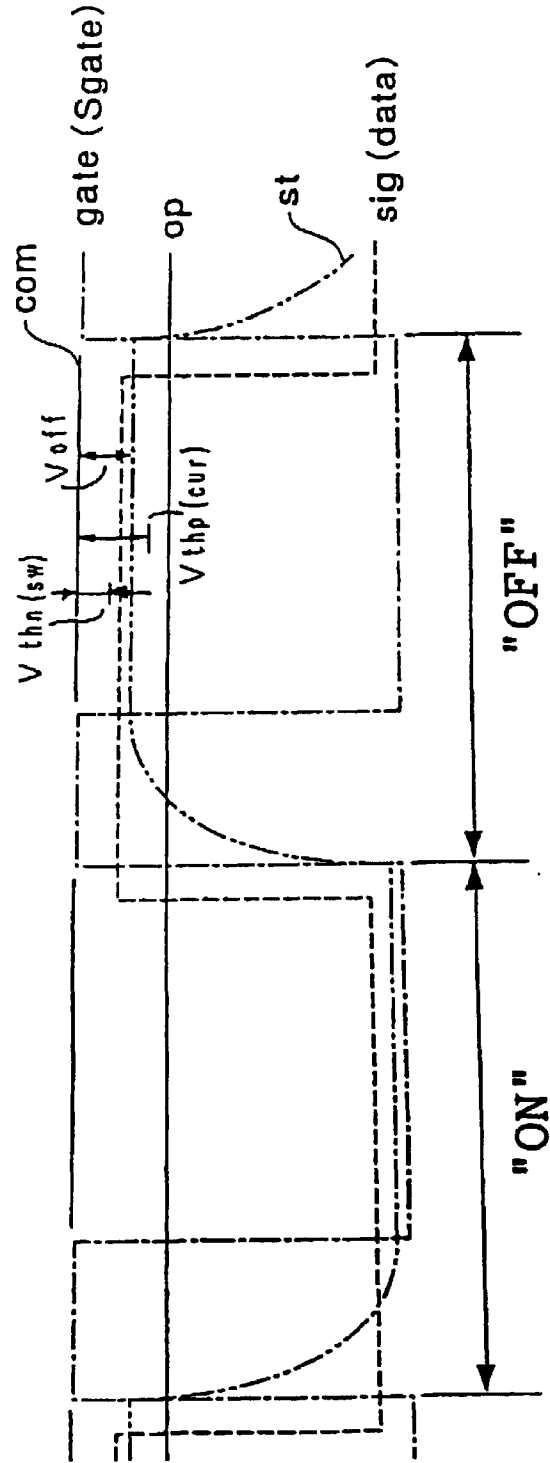 gate (Sgate)
com
op
st
sig (data)
Voff
Vthp (cur)
Vthn (sw)
"OFF"
"ON"